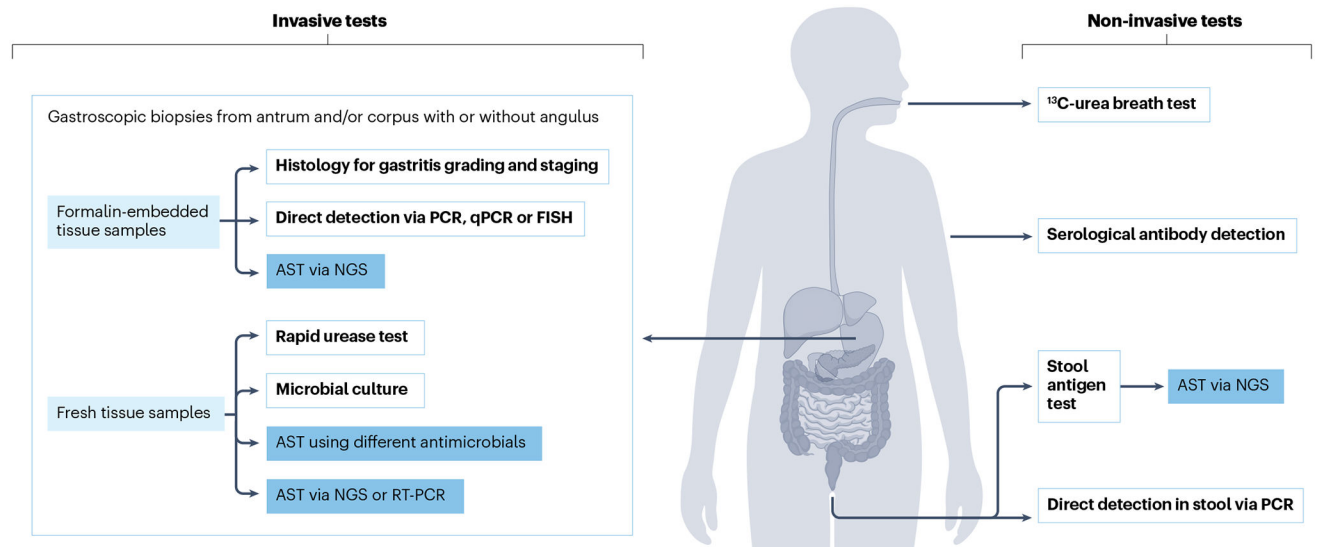 Invasive tests
Non-invasive tests
Gastroscopic biopsies from antrum and/or corpus with or without angulus
Formalin-embedded
tissue samples
Histology for gastritis grading and staging
Direct detection via PCR, qPCR or FISH
AST via NGS
Fresh tissue samples
Rapid urease test
Microbial culture
AST using different antimicrobials
AST via NGS or RT-PCR
¹³C-urea breath test
Serological antibody detection
Stool
antigen
test
AST via NGS
Direct detection in stool via PCR